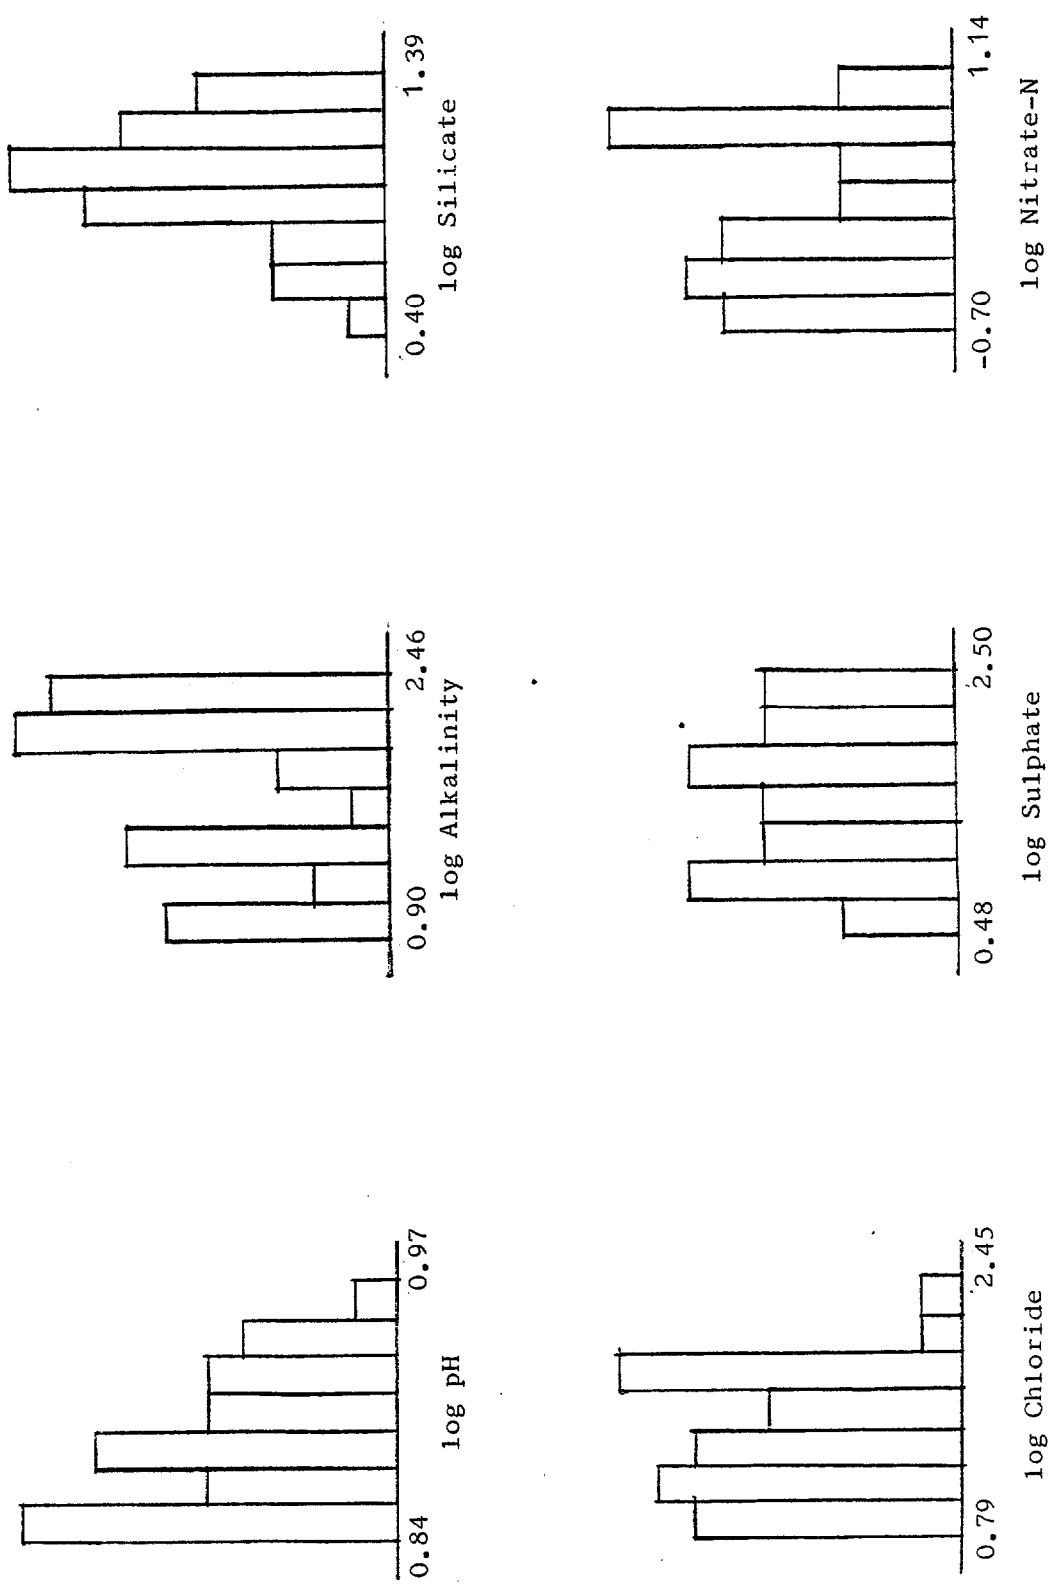 0.84 0.97
log pH
0.90 2.46
log Alkalinity
0.40 1.39
log Silicate
0.79 2.45
log Chloride
0.48 2.50
log Sulphate
-0.70 1.14
log Nitrate-N